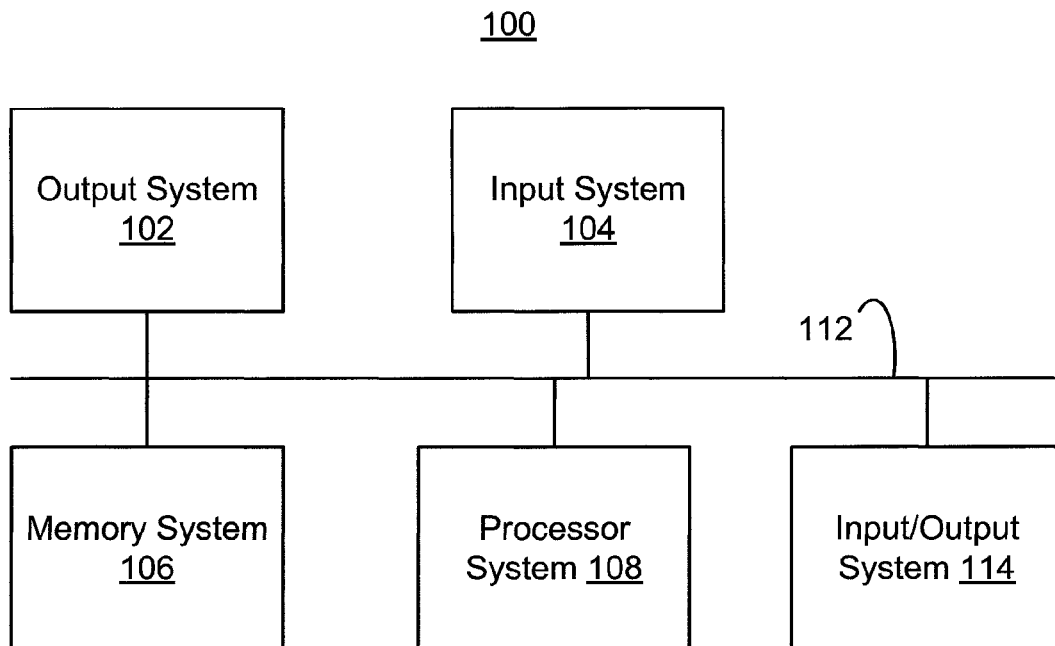 100
Output System
102
Input System
104
112
Memory System
106
Processor
System 108
Input/Output
System 114